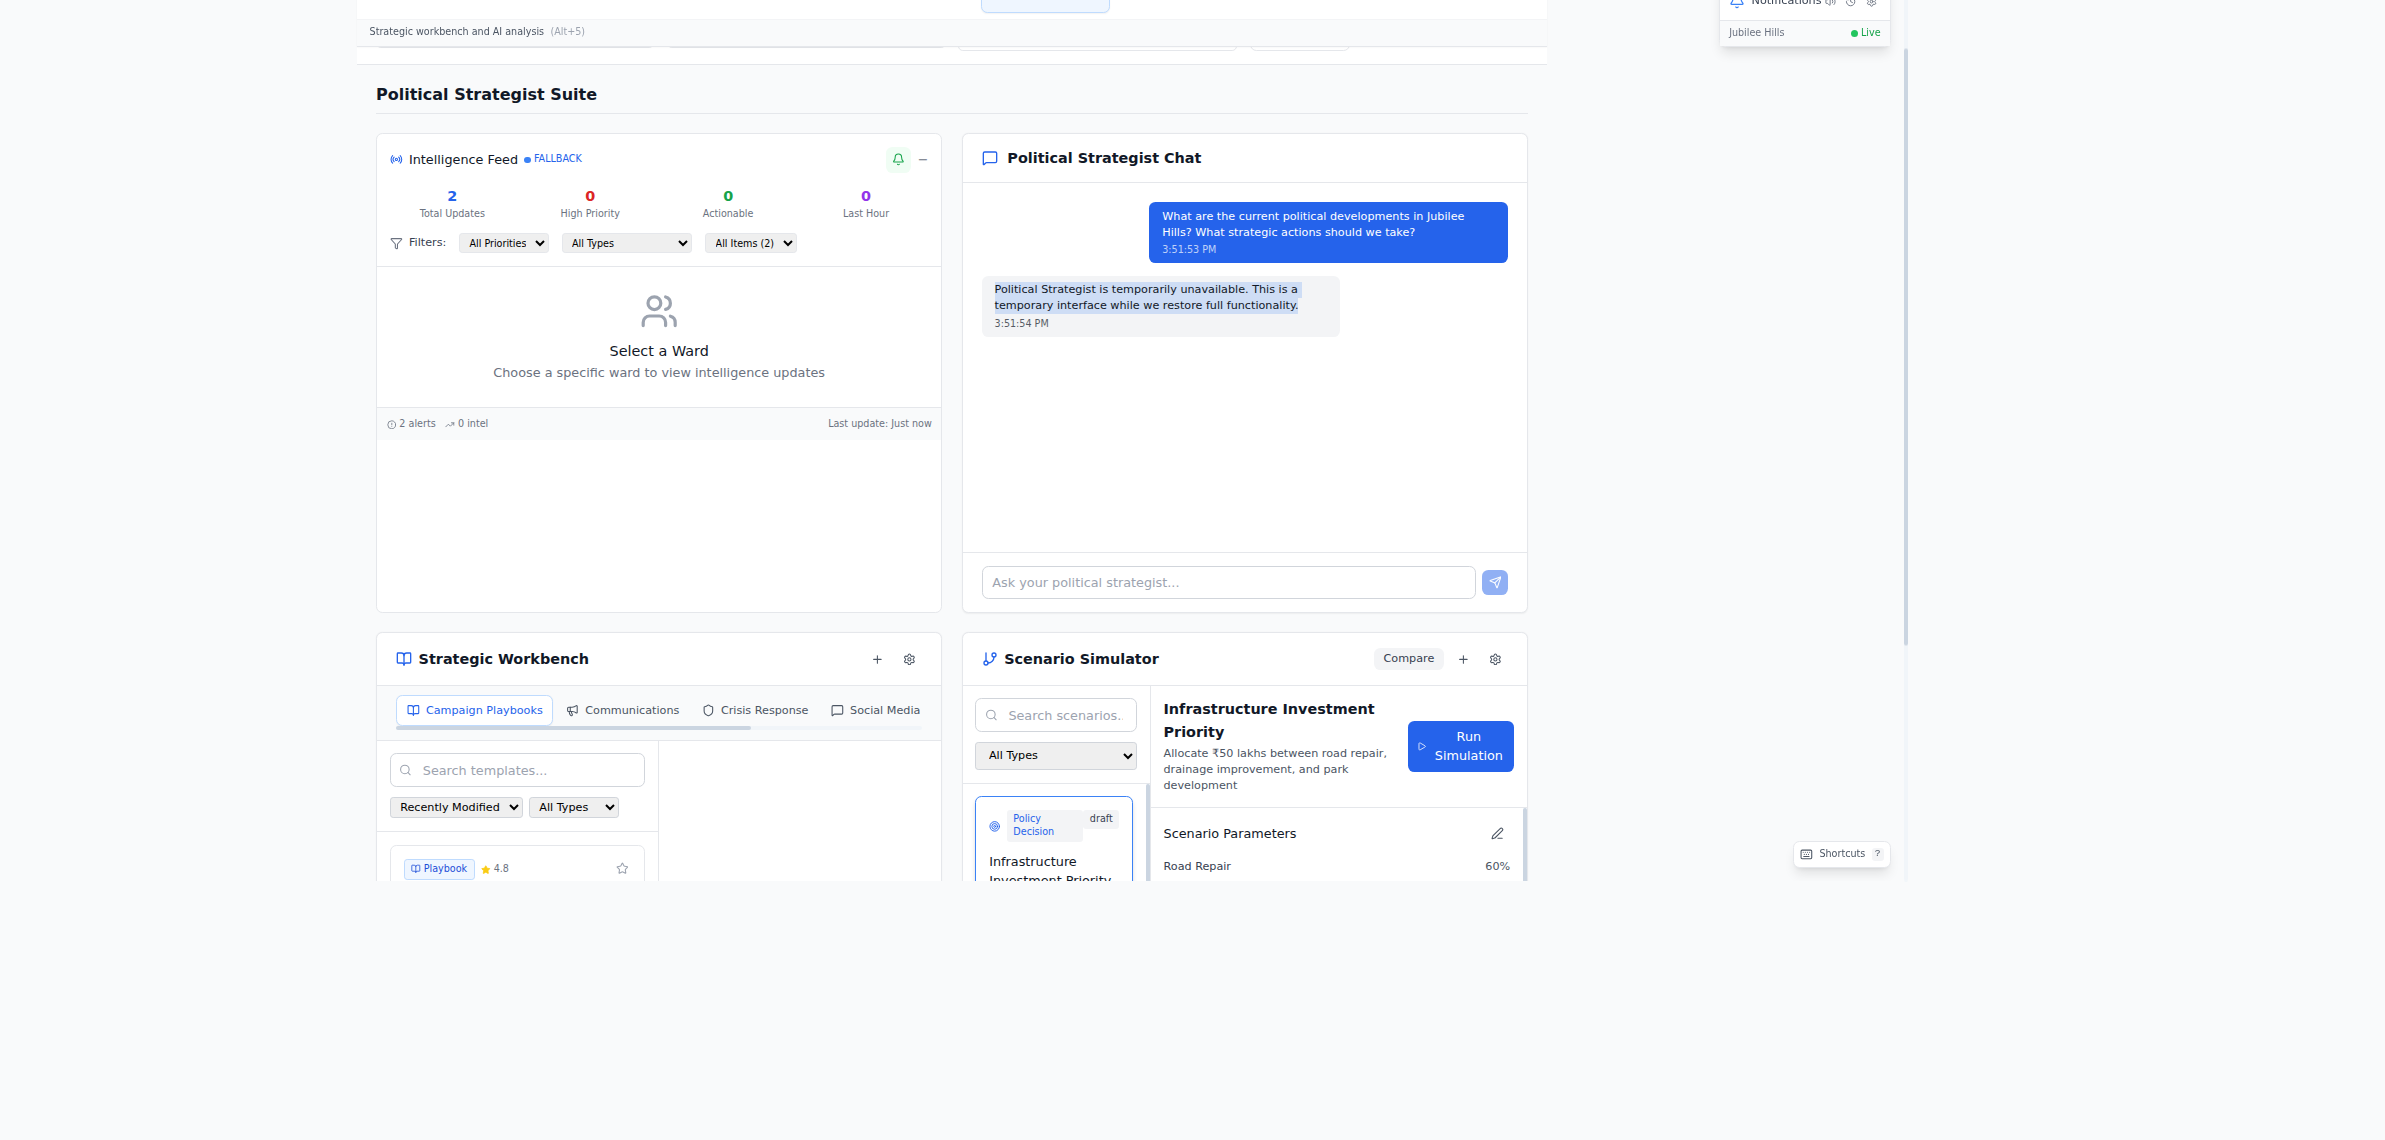 Notifications
Strategic workbench and AI analysis (Alt+5)
Jubilee Hills Live
Political Strategist Suite
Intelligence Feed FALLBACK
2
Total Updates
0
High Priority
0
Actionable
0
Last Hour
Filters: All Priorities All Types All Items (2)
Select a Ward
Choose a specific ward to view intelligence updates
2 alerts 0 intel Last update: Just now
Political Strategist Chat
What are the current political developments in Jubilee
Hills? What strategic actions should we take?
3:51:53 PM
Political Strategist is temporarily unavailable. This is a
temporary interface while we restore full functionality.
3:51:54 PM
Ask your political strategist...
Strategic Workbench
Campaign Playbooks Communications Crisis Response Social Media
Search templates...
Recently Modified All Types
Playbook 4.8
Scenario Simulator Compare
Search scenarios..
All Types
Policy
Decision
draft
Infrastructure
Investment Priority
Infrastructure Investment
Priority
Allocate ₹50 lakhs between road repair,
drainage improvement, and park
development
Run
Simulation
Scenario Parameters
Road Repair 60%
Shortcuts ?